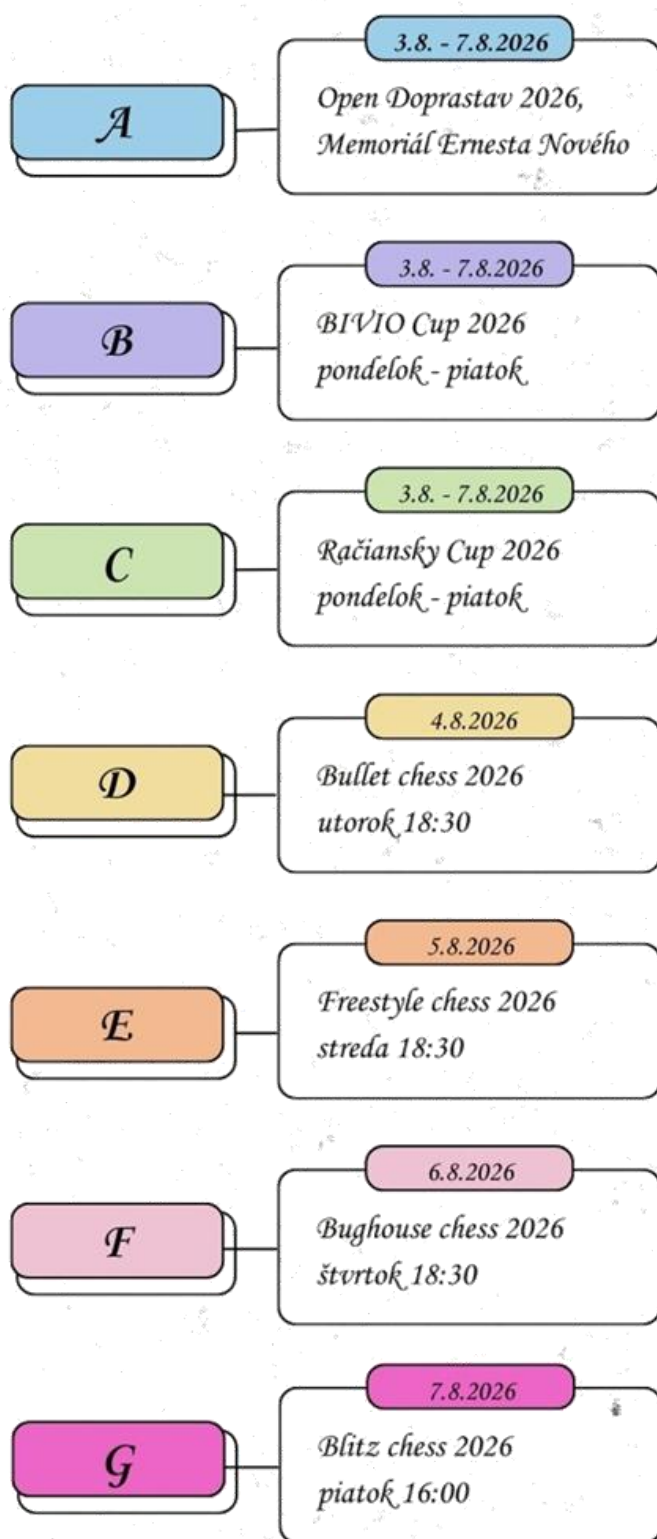 3.8. - 7.8.2026
A
Open Doprastav 2026,
Memoriál Ernesta Nového
3.8. - 7.8.2026
B
BIVIO Cup 2026
pondelok - piatok
3.8. - 7.8.2026
C
Račiansky Cup 2026
pondelok - piatok
4.8.2026
D
Bullet chess 2026
utorok 18:30
5.8.2026
E
Freestyle chess 2026
streda 18:30
6.8.2026
F
Bughouse chess 2026
štvrtok 18:30
7.8.2026
G
Blitz chess 2026
piatok 16:00